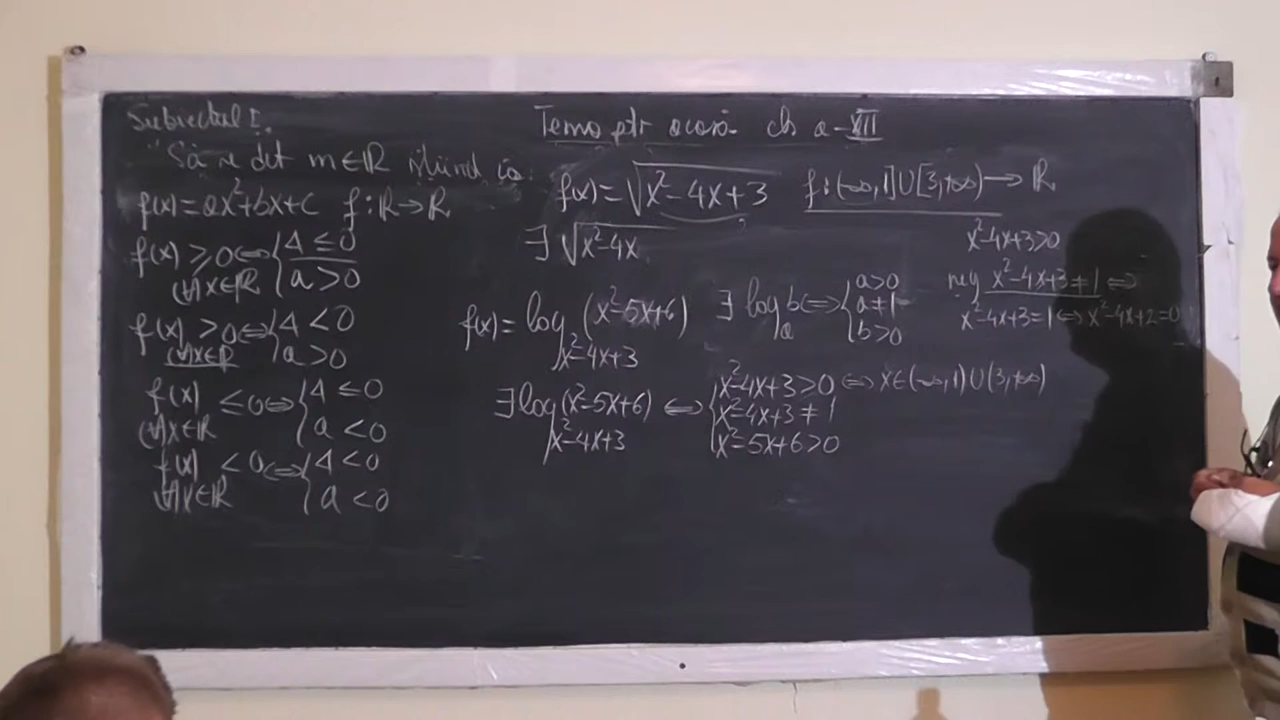 Subiectul I.
Temă ptr acasă cls a-XII
"Să se det m∈ℝ știind că
f(x)=ax²+bx+c f:ℝ→ℝ
f(x)≥0⇔{Δ≤0
(∀)x∈ℝ {a>0
f(x)>0⇔{Δ<0
(∀)x∈ℝ {a>0
f(x)≤0⇔{Δ≤0
(∀)x∈ℝ {a<0
f(x)<0⇔{Δ<0
(∀)x∈ℝ {a<0
f(x)=√(x²-4x+3) f:(-∞,1]∪[3,+∞)→ℝ
∃√(x²-4x
f(x)=log_{x²-4x+3}(x²-5x+6) ∃log_a b⇔{a>0
{a≠1
{b>0
∃log_{x²-4x+3}(x²-5x+6)⇔{x²-4x+3>0⇔x∈(-∞,1)∪(3,+∞)
{x²-4x+3≠1
{x²-5x+6>0
x²-4x+3>0
neg x²-4x+3≠1⇔
x²-4x+3=1⇔x²-4x+2=0